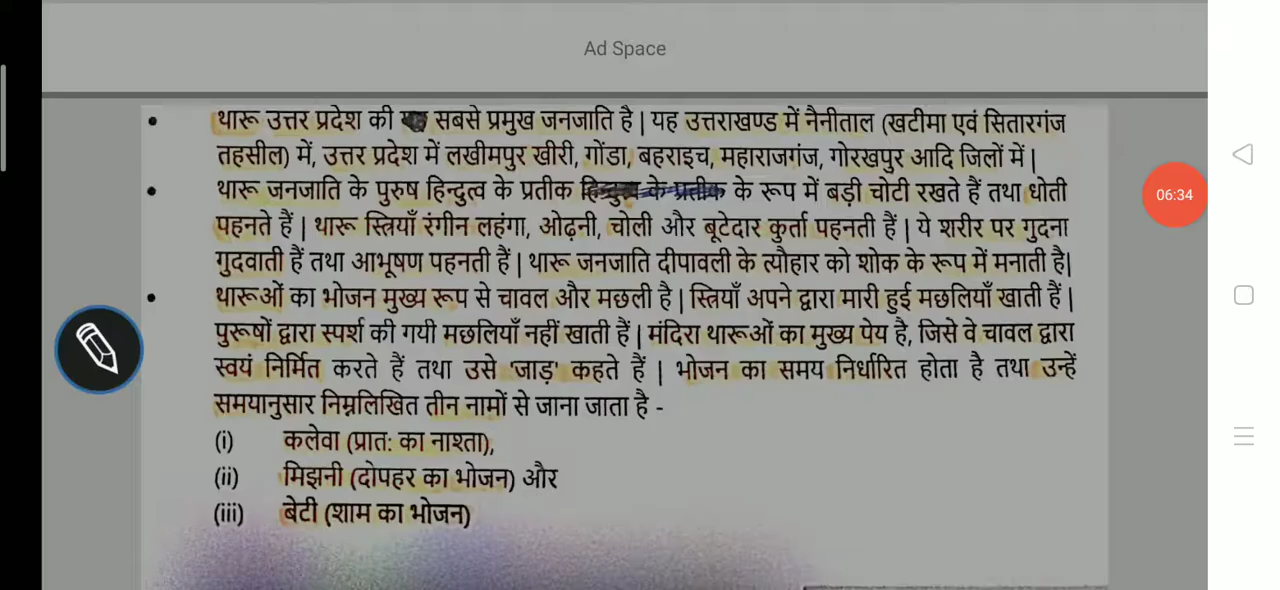 Ad Space
• थारू उत्तर प्रदेश की सबसे प्रमुख जनजाति है | यह उत्तराखण्ड में नैनीताल (खटीमा एवं सितारगंज
तहसील) में, उत्तर प्रदेश में लखीमपुर खीरी, गोंडा, बहराइच, महाराजगंज, गोरखपुर आदि जिलों में |
• थारू जनजाति के पुरुष हिन्दुत्व के प्रतीक हिन्दुत्व के प्रतीक के रूप में बड़ी चोटी रखते हैं तथा धोती
पहनते हैं | थारू स्त्रियाँ रंगीन लहंगा, ओढ़नी, चोली और बूटेदार कुर्ता पहनती हैं | ये शरीर पर गुदना
गुदवाती हैं तथा आभूषण पहनती हैं | थारू जनजाति दीपावली के त्यौहार को शोक के रूप में मनाती है|
• थारूओं का भोजन मुख्य रूप से चावल और मछली है | स्त्रियाँ अपने द्वारा मारी हुई मछलियाँ खाती हैं |
पुरूषों द्वारा स्पर्श की गयी मछलियाँ नहीं खाती हैं | मंदिरा थारूओं का मुख्य पेय है, जिसे वे चावल द्वारा
स्वयं निर्मित करते हैं तथा उसे 'जाड़' कहते हैं | भोजन का समय निर्धारित होता है तथा उन्हें
समयानुसार निम्नलिखित तीन नामों से जाना जाता है -
(i) कलेवा (प्रात: का नाश्ता),
(ii) मिझनी (दोपहर का भोजन) और
(iii) बेटी (शाम का भोजन)
06:34